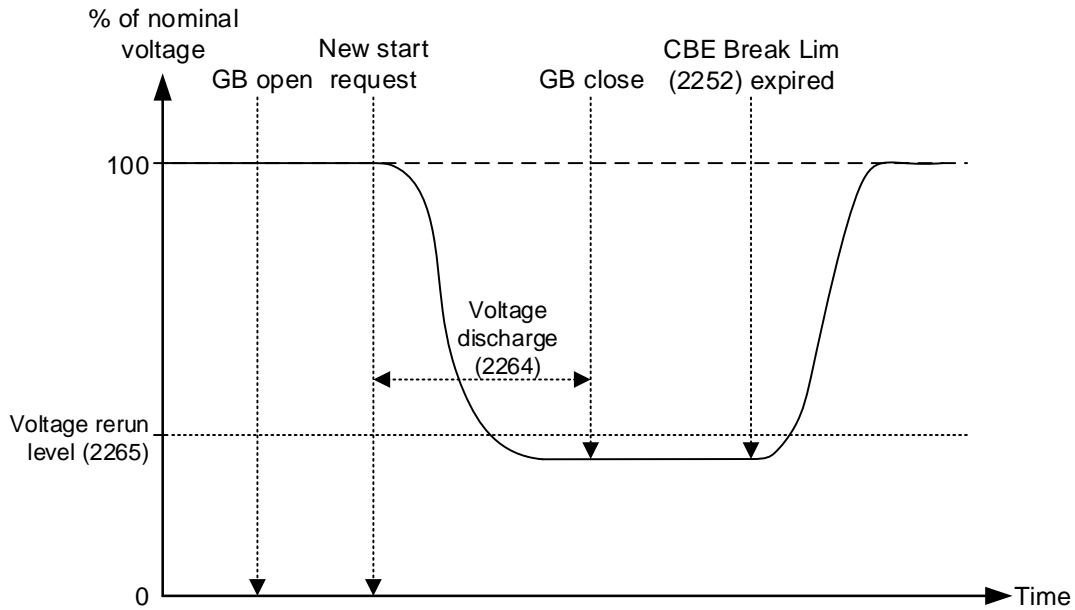 % of nominal
voltage
GB open
New start
request
GB close
CBE Break Lim
(2252) expired
100
Voltage
discharge
(2264)
Voltage rerun
level (2265)
0
Time